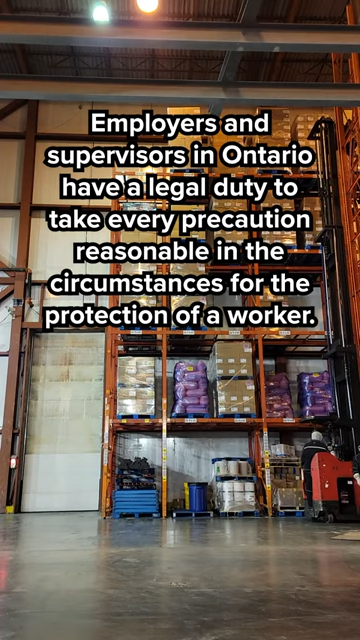 Employers and
supervisors in Ontario
have a legal duty to
take every precaution
reasonable in the
circumstances for the
protection of a worker.